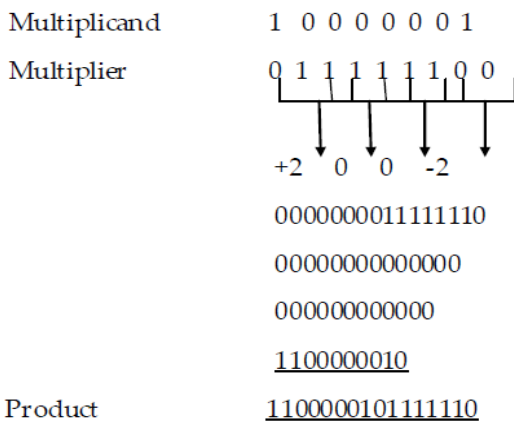 Multiplicand 1 0 0 0 0 0 0 1
Multiplier 0 1 1 1 1 1 1 0 0
+2 0 0 -2
0000000011111110
00000000000000
000000000000
1100000010
Product 1100000101111110